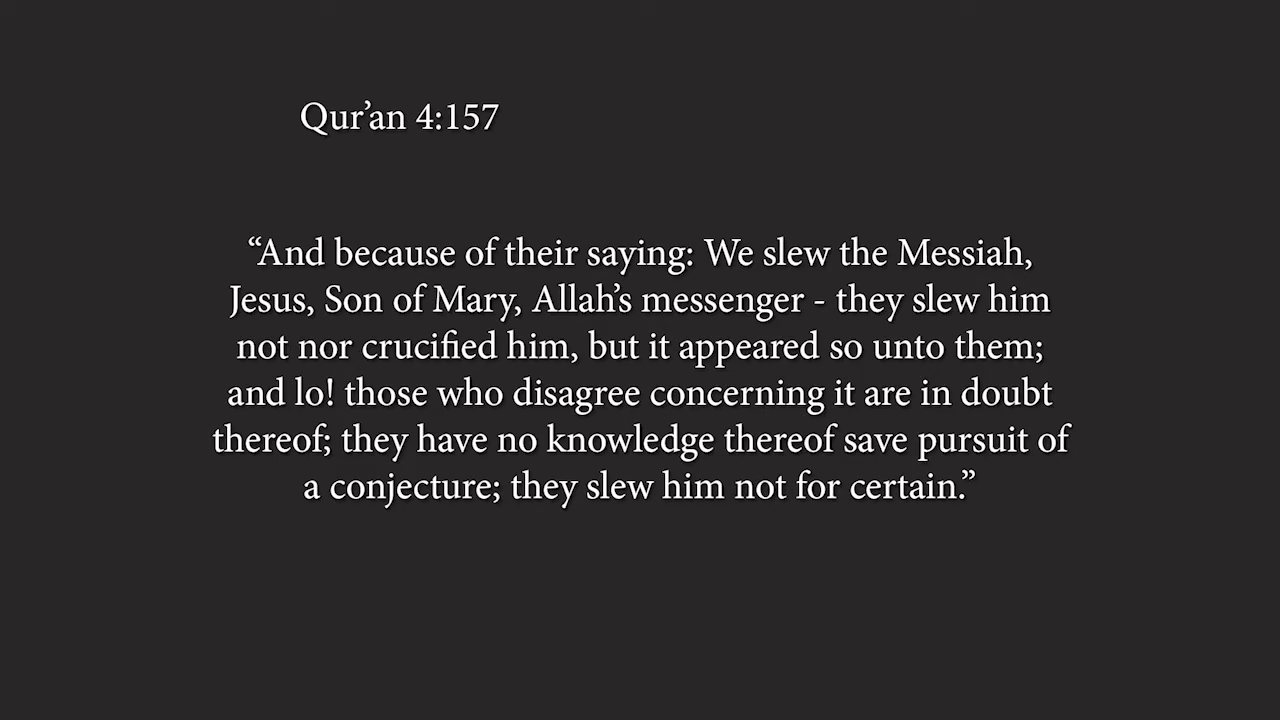 Qur’an 4:157
“And because of their saying: We slew the Messiah,
Jesus, Son of Mary, Allah’s messenger - they slew him
not nor crucified him, but it appeared so unto them;
and lo! those who disagree concerning it are in doubt
thereof; they have no knowledge thereof save pursuit of
a conjecture; they slew him not for certain.”